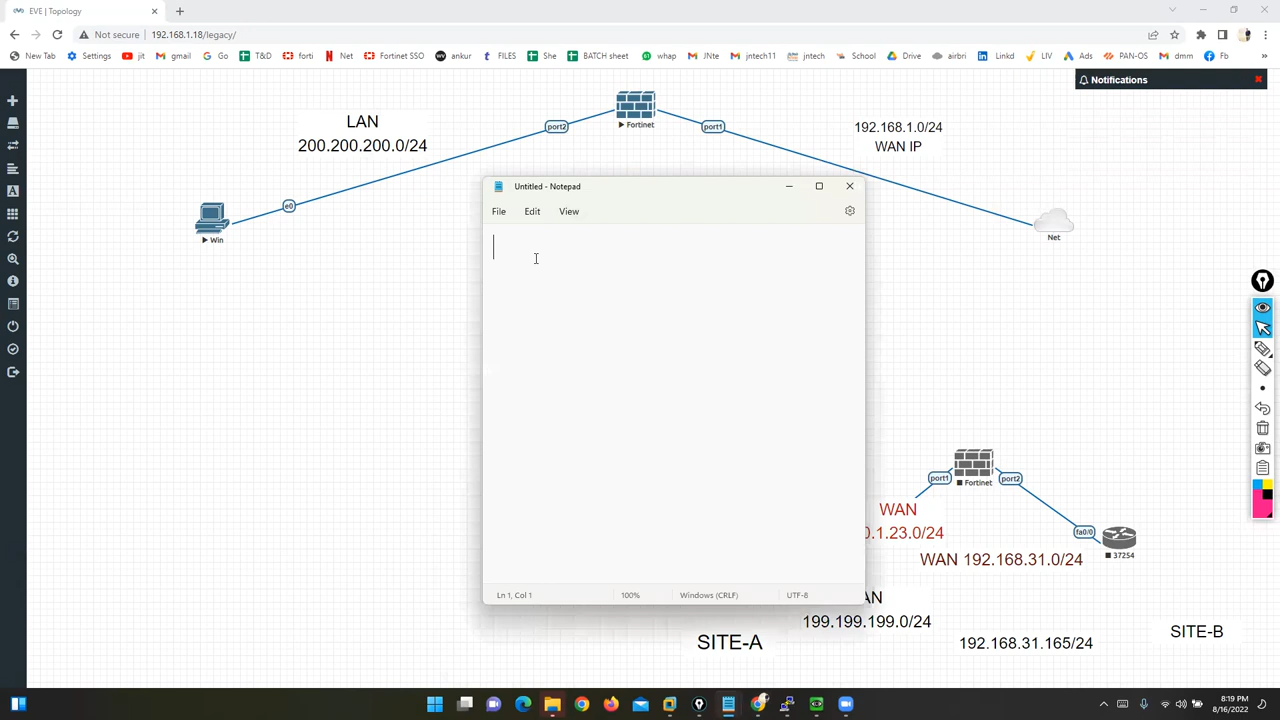 EVE | Topology
Not secure | 192.168.1.18/legacy/
New Tab Settings jit gmail Go T&D forti Net Fortinet SSO ankur FILES She BATCH sheet whap JNte jntech11 jntech School Drive airbri Linkd LIV Ads PAN-OS dmm Fb
Notifications
LAN
200.200.200.0/24
port2
Fortinet
port1
192.168.1.0/24
WAN IP
e0
Win
Net
Untitled - Notepad
File Edit View
Ln 1, Col 1 100% Windows (CRLF) UTF-8
port1
Fortinet
port2
WAN
0.1.23.0/24
fa0/0
37254
WAN 192.168.31.0/24
AN
199.199.199.0/24
SITE-A
192.168.31.165/24
SITE-B
8:19 PM
8/16/2022